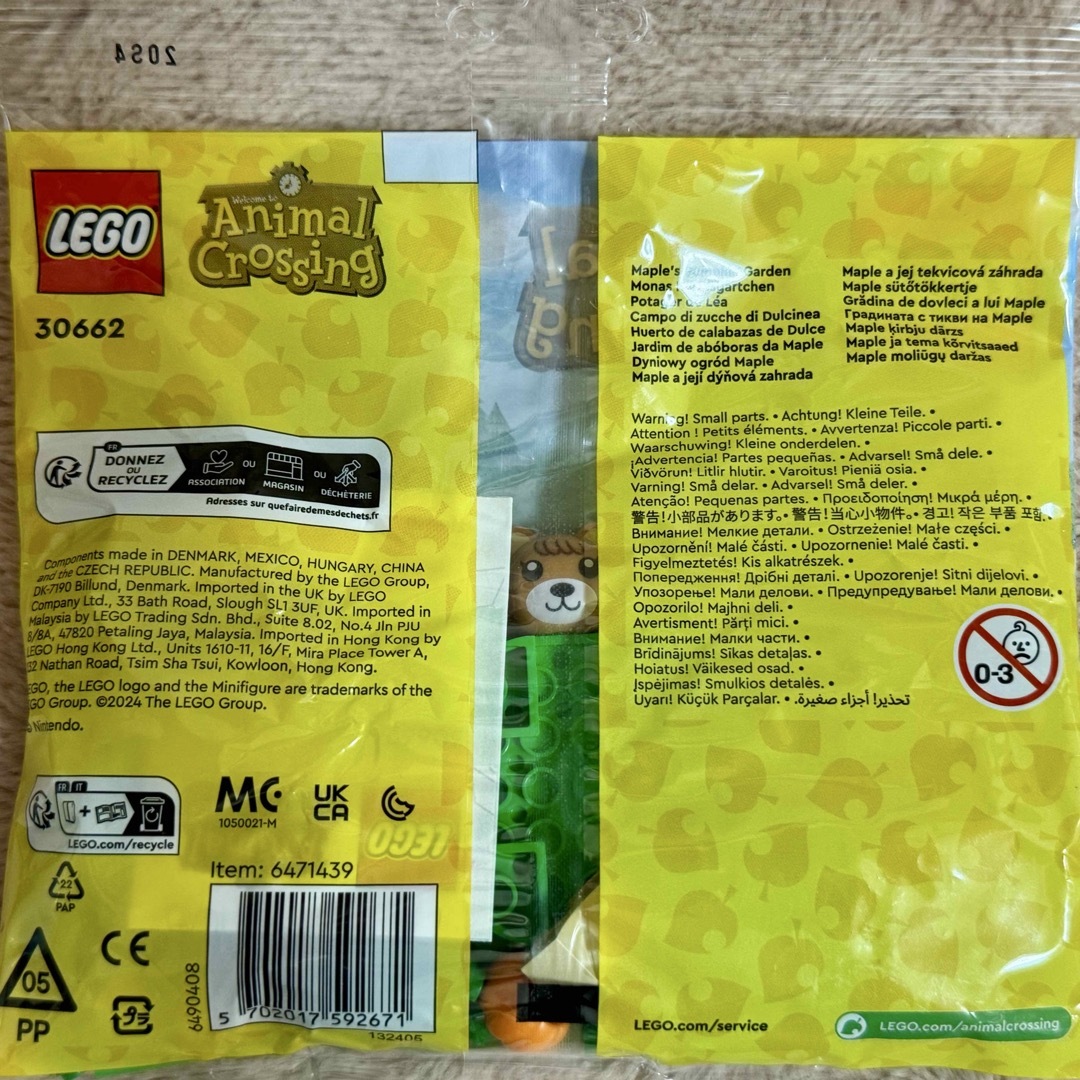 20S4
LEGO
Welcome to
Animal
Crossing
30662
FR
DONNEZ
OU
RECYCLEZ
ASSOCIATION
OU
MAGASIN
OU
DÉCHÈTERIE
Adresses sur quefairedemesdechets.fr
Components made in DENMARK, MEXICO, HUNGARY, CHINA
and the CZECH REPUBLIC. Manufactured by the LEGO Group,
DK-7190 Billund, Denmark. Imported in the UK by LEGO
Company Ltd., 33 Bath Road, Slough SL1 3UF, UK. Imported in
Malaysia by LEGO Trading Sdn. Bhd., Suite 8.02, No.4 Jln PJU
8/8A, 47820 Petaling Jaya, Malaysia. Imported in Hong Kong by
LEGO Hong Kong Ltd., Units 1610-11, 16/F, Mira Place Tower A,
132 Nathan Road, Tsim Sha Tsui, Kowloon, Hong Kong.
LEGO, the LEGO logo and the Minifigure are trademarks of the
LEGO Group. ©2024 The LEGO Group.
Nintendo.
FR IT
+
LEGO.com/recycle
MC
1050021-M
UK
CA
22
PAP
Item: 6471439
05
PP
CE
プラ
6490408
5 702017 592671
132405
LEGO
Maple's Garden
Monas
Potager de Léa
Campo di zucche di Dulcinea
Huerto de calabazas de Dulce
Jardim de abóboras da Maple
Dyniowy ogród Maple
Maple a její dýňová zahrada
Maple a jej tekvicová záhrada
Maple sütőtökkertje
Grădina de dovleci a lui Maple
Градината с тикви на Maple
Maple ķirbju dārzs
Maple ja tema kõrvitsaaed
Maple moliūgų daržas
Warning! Small parts. • Achtung! Kleine Teile. •
Attention ! Petits éléments. • Avvertenza! Piccole parti. •
Waarschuwing! Kleine onderdelen. •
¡Advertencia! Partes pequeñas. • Advarsel! Små dele. •
Viðvörun! Litlir hlutir. • Varoitus! Pieniä osia. •
Varning! Små delar. • Advarsel! Små deler. •
Atenção! Pequenas partes. • Προειδοποίηση! Μικρά μέρη. •
警告!小部品があります。• 警告!当心小物件。• 경고! 작은 부품 포함. •
Внимание! Мелкие детали. • Ostrzeżenie! Małe części. •
Upozornění! Malé části. • Upozornenie! Malé časti. •
Figyelmeztetés! Kis alkatrészek. •
Попередження! Дрібні деталі. • Upozorenje! Sitni dijelovi. •
Упозорење! Мали делови. • Предупредување! Мали делови. •
Opozorilo! Majhni deli. •
Avertisment! Părți mici. •
Внимание! Малки части. •
Brīdinājums! Sīkas detaļas. •
Hoiatus! Väikesed osad. •
Įspėjimas! Smulkios detalės. •
Uyarı! Küçük Parçalar. • تحذير! أجزاء صغيرة.
0-3
LEGO.com/service
LEGO.com/animalcrossing